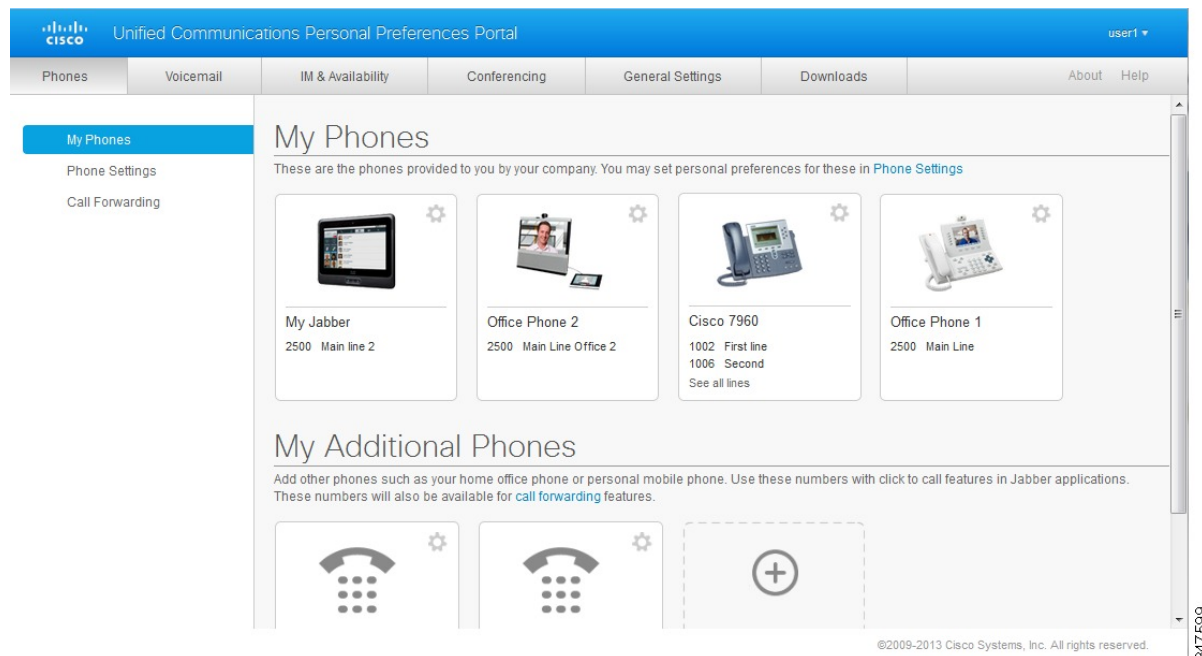 CISCO
Unified Communications Personal Preferences Portal
user1
Phones
Voicemail
IM & Availability
Conferencing
General Settings
Downloads
About
Help
My Phones
Phone Settings
Call Forwarding
My Phones
These are the phones provided to you by your company. You may set personal preferences for these in Phone Settings
My Jabber
2500 Main line 2
Office Phone 2
2500 Main Line Office 2
Cisco 7960
1002 First line
1006 Second
See all lines
Office Phone 1
2500 Main Line
My Additional Phones
Add other phones such as your home office phone or personal mobile phone. Use these numbers with click to call features in Jabber applications.
These numbers will also be available for call forwarding features.
©2009-2013 Cisco Systems, Inc. All rights reserved.
347599